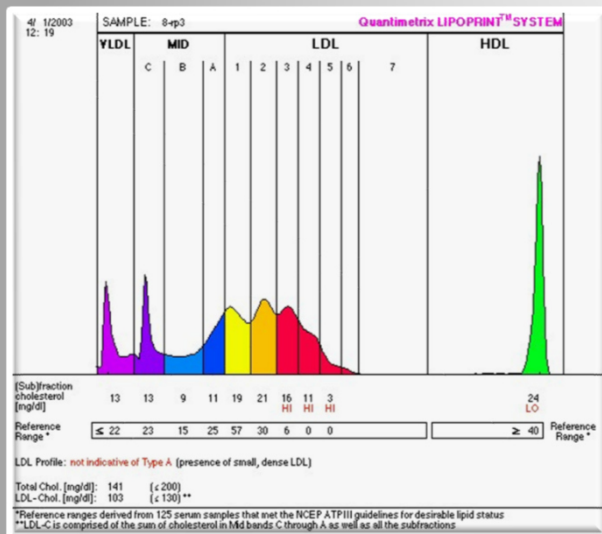 4/ 1/2003 SAMPLE: 8-rp3 Quantimetrix LIPOPRINT™SYSTEM
12: 19
VLDL MID LDL HDL
C B A 1 2 3 4 5 6 7
(Sub)fraction
cholesterol 13 13 9 11 19 21 16 11 3 24
[mg/dl] HI HI HI LO
Reference ≤ 22 23 15 25 57 30 6 0 0 ≥ 40 Reference
Range * Range *
LDL Profile: not indicative of Type A (presence of small, dense LDL)
Total Chol. [mg/dl]: 141 (≤ 200)
LDL-Chol. [mg/dl]: 103 (≤ 130) **
*Reference ranges derived from 125 serum samples that met the NCEP ATPIII guidelines for desirable lipid status
**LDL-C is comprised of the sum of cholesterol in Mid bands C through A as well as all the subfractions